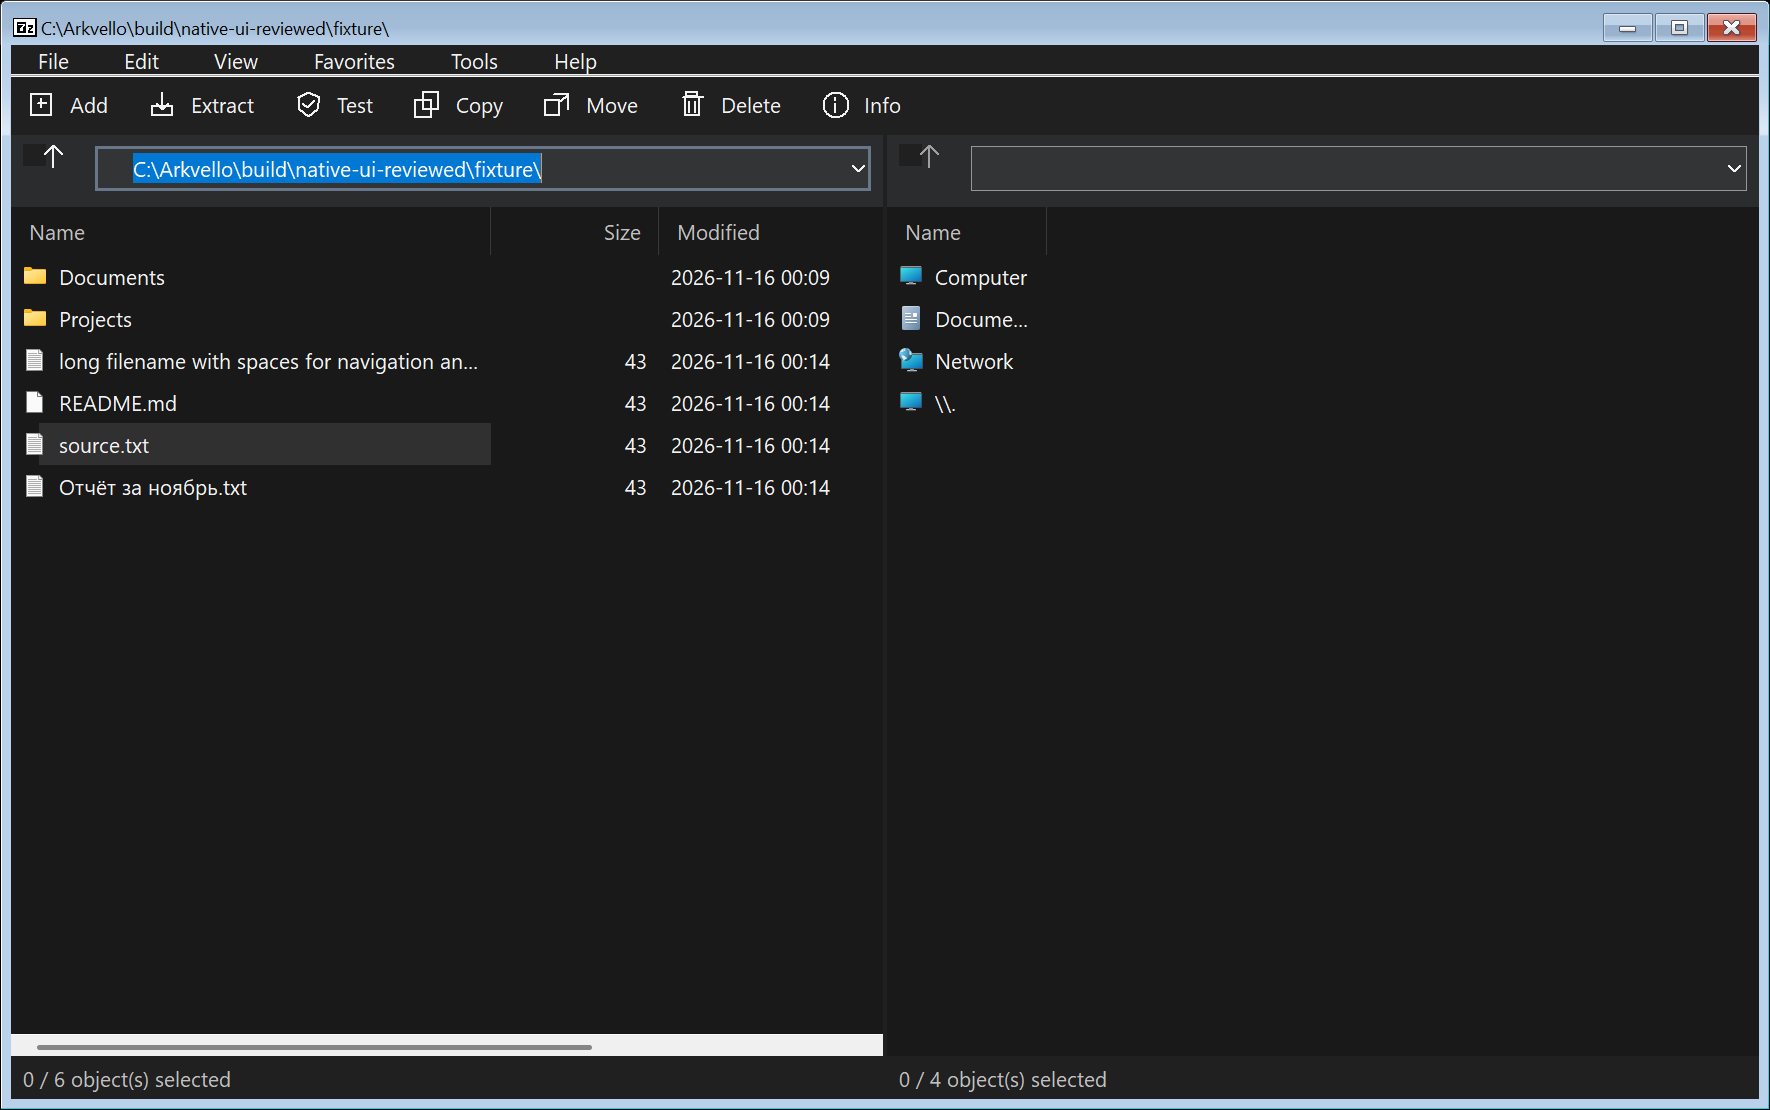 7z C:\Arkvello\build\native-ui-reviewed\fixture\
File Edit View Favorites Tools Help
Add Extract Test Copy Move Delete Info
C:\Arkvello\build\native-ui-reviewed\fixture\
Name Size Modified
Documents 2026-11-16 00:09
Projects 2026-11-16 00:09
long filename with spaces for navigation an... 43 2026-11-16 00:14
README.md 43 2026-11-16 00:14
source.txt 43 2026-11-16 00:14
Отчёт за ноябрь.txt 43 2026-11-16 00:14
0 / 6 object(s) selected
Name
Computer
Docume...
Network
\\.
0 / 4 object(s) selected